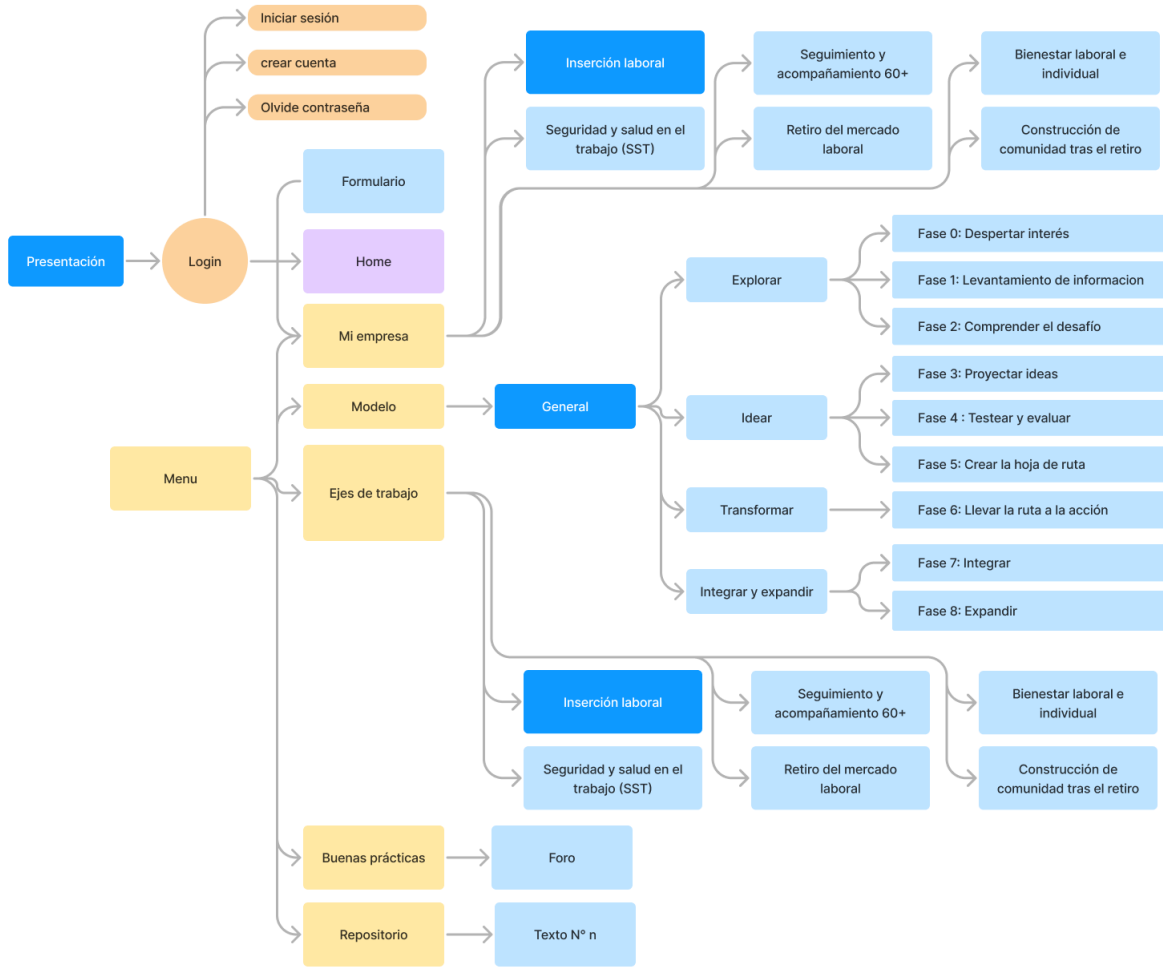 Iniciar sesión
crear cuenta
Olvide contraseña
Inserción laboral
Seguimiento y
acompañamiento 60+
Bienestar laboral e
individual
Seguridad y salud en el
trabajo (SST)
Retiro del mercado
laboral
Construcción de
comunidad tras el retiro
Formulario
Presentación
Login
Home
Mi empresa
Explorar
Fase 0: Despertar interés
Fase 1: Levantamiento de informacion
Fase 2: Comprender el desafío
Modelo
General
Idear
Fase 3: Proyectar ideas
Fase 4 : Testear y evaluar
Fase 5: Crear la hoja de ruta
Menu
Ejes de trabajo
Transformar
Fase 6: Llevar la ruta a la acción
Integrar y expandir
Fase 7: Integrar
Fase 8: Expandir
Inserción laboral
Seguimiento y
acompañamiento 60+
Bienestar laboral e
individual
Seguridad y salud en el
trabajo (SST)
Retiro del mercado
laboral
Construcción de
comunidad tras el retiro
Buenas prácticas
Foro
Repositorio
Texto N° n